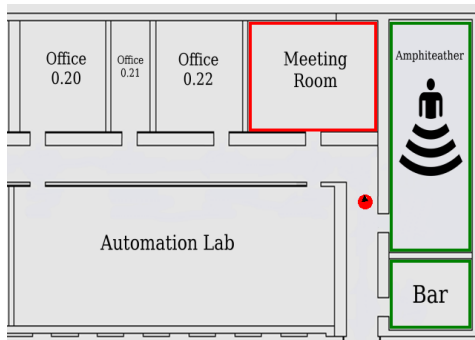 Office
0.20
Office
0.21
Office
0.22
Meeting
Room
Amphiteather
Automation Lab
Bar